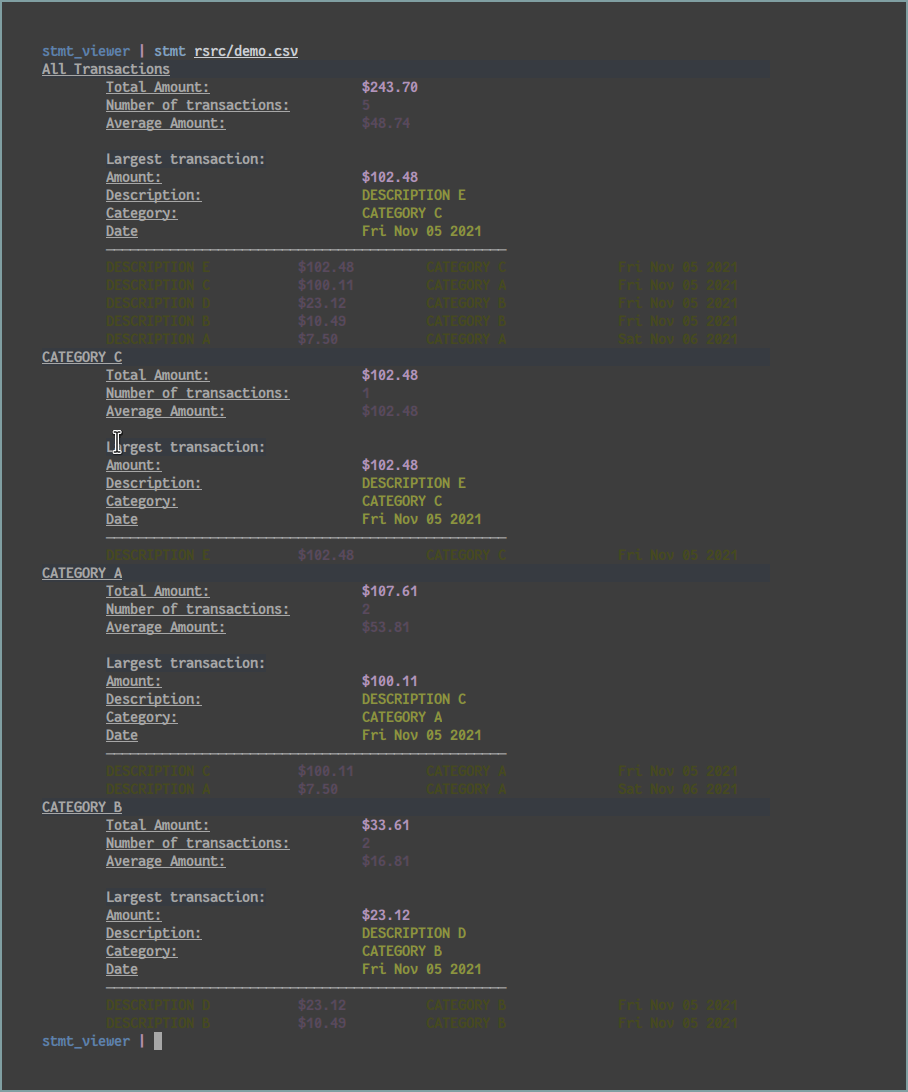 stmt_viewer | stmt rsrc/demo.csv
All Transactions
Total Amount: $243.70
Number of transactions: 5
Average Amount: $48.74
Largest transaction:
Amount: $102.48
Description: DESCRIPTION E
Category: CATEGORY C
Date Fri Nov 05 2021
DESCRIPTION E $102.48 CATEGORY C Fri Nov 05 2021
DESCRIPTION C $100.11 CATEGORY A Fri Nov 05 2021
DESCRIPTION D $23.12 CATEGORY B Fri Nov 05 2021
DESCRIPTION B $10.49 CATEGORY B Fri Nov 05 2021
DESCRIPTION A $7.50 CATEGORY A Sat Nov 06 2021
CATEGORY C
Total Amount: $102.48
Number of transactions: 1
Average Amount: $102.48
Largest transaction:
Amount: $102.48
Description: DESCRIPTION E
Category: CATEGORY C
Date Fri Nov 05 2021
DESCRIPTION E $102.48 CATEGORY C Fri Nov 05 2021
CATEGORY A
Total Amount: $107.61
Number of transactions: 2
Average Amount: $53.81
Largest transaction:
Amount: $100.11
Description: DESCRIPTION C
Category: CATEGORY A
Date Fri Nov 05 2021
DESCRIPTION C $100.11 CATEGORY A Fri Nov 05 2021
DESCRIPTION A $7.50 CATEGORY A Sat Nov 06 2021
CATEGORY B
Total Amount: $33.61
Number of transactions: 2
Average Amount: $16.81
Largest transaction:
Amount: $23.12
Description: DESCRIPTION D
Category: CATEGORY B
Date Fri Nov 05 2021
DESCRIPTION D $23.12 CATEGORY B Fri Nov 05 2021
DESCRIPTION B $10.49 CATEGORY B Fri Nov 05 2021
stmt_viewer |